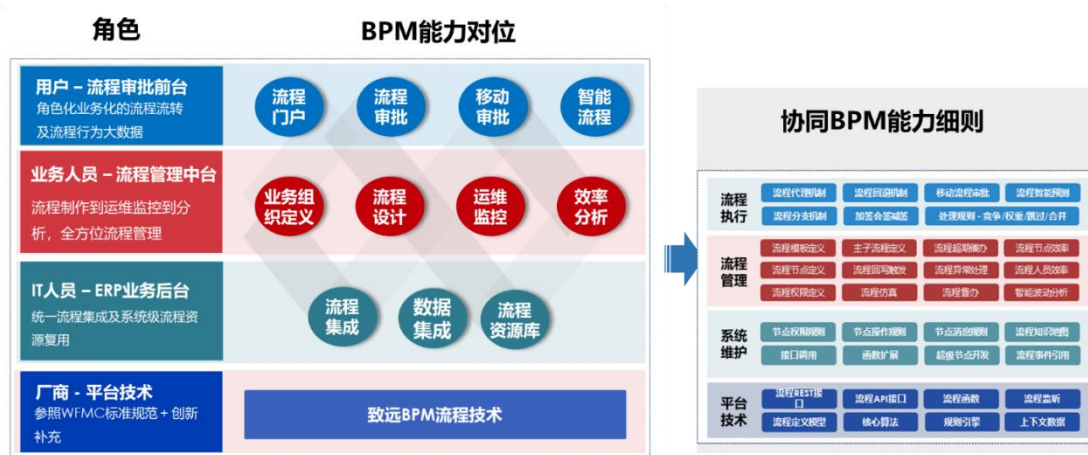 角色
BPM能力对位
用户 – 流程审批前台
角色化业务化的流程流转
及流程行为大数据
流程
门户
流程
审批
移动
审批
智能
流程
业务人员 – 流程管理中台
流程制作到运维监控到分
析，全方位流程管理
业务组
织定义
流程
设计
运维
监控
效率
分析
IT人员 – ERP业务后台
统一流程集成及系统级流程资
源复用
流程
集成
数据
集成
流程
资源库
厂商 - 平台技术
参照WFMC标准规范 + 创新
补充
致远BPM流程技术
协同BPM能力细则
流程
执行
流程代理机制
流程回退机制
移动流程审批
流程智能预测
流程分支机制
加签会签减签
处理规则 - 竞争/权重/跳过/合并
流程
管理
流程模板定义
主子流程定义
流程超期催办
流程节点效率
流程节点定义
流程回写触发
流程异常处理
流程人员效率
流程权限定义
流程仿真
流程督办
智能波动分析
系统
维护
节点权限规则
节点操作规则
节点消息规则
流程知识地图
接口调用
函数扩展
超级节点开发
流程事件引用
平台
技术
流程REST接
口
流程API接口
流程函数
流程监听
流程定义模型
核心算法
规则引擎
上下文数据